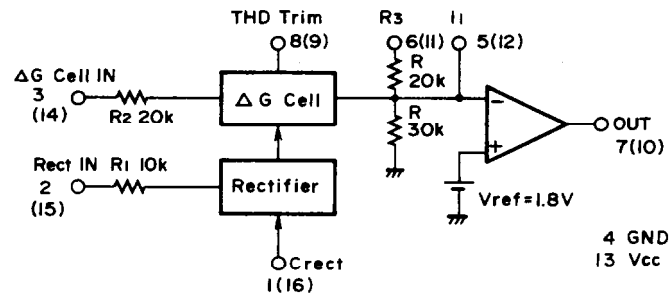 THD Trim
8(9)
R3
6(11)
I1
5(12)
ΔG Cell IN
3
(14)
R2 20k
ΔG Cell
R
20k
R
30k
−
+
OUT
7(10)
Rect IN
2
(15)
R1 10k
Rectifier
Vref=1.8V
Crect
1(16)
4 GND
13 Vcc